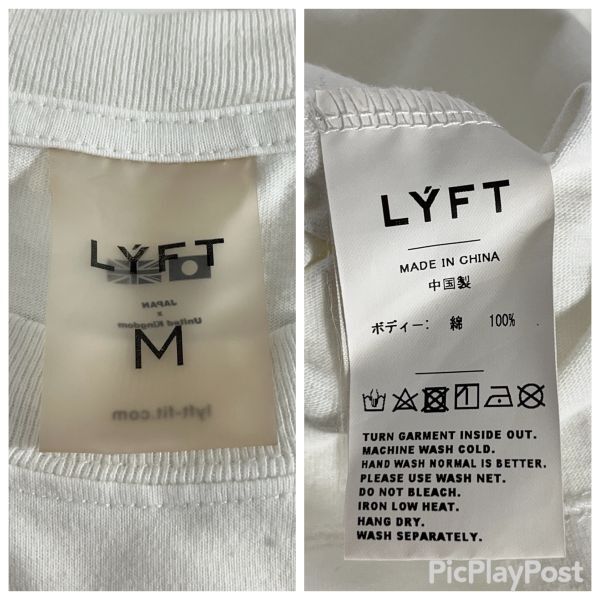 LÝFT
JAPAN
×
United Kingdom
M
lyft-fit.com
LÝFT
MADE IN CHINA
中国製
ボディー: 綿 100%
TURN GARMENT INSIDE OUT.
MACHINE WASH COLD.
HAND WASH NORMAL IS BETTER.
PLEASE USE WASH NET.
DO NOT BLEACH.
IRON LOW HEAT.
HANG DRY.
WASH SEPARATELY.
PicPlayPost